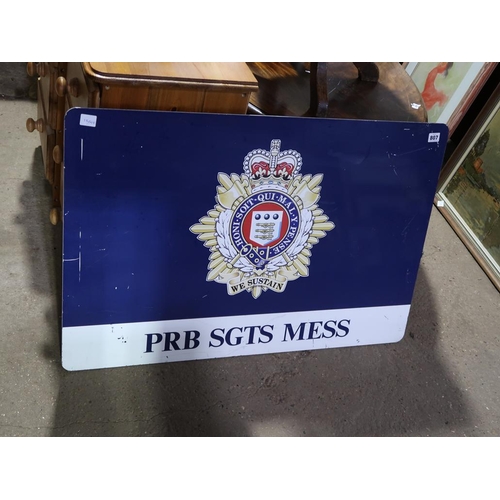 HONI·SOIT·QUI·MAL·Y·PENSE
WE SUSTAIN
PRB SGTS MESS